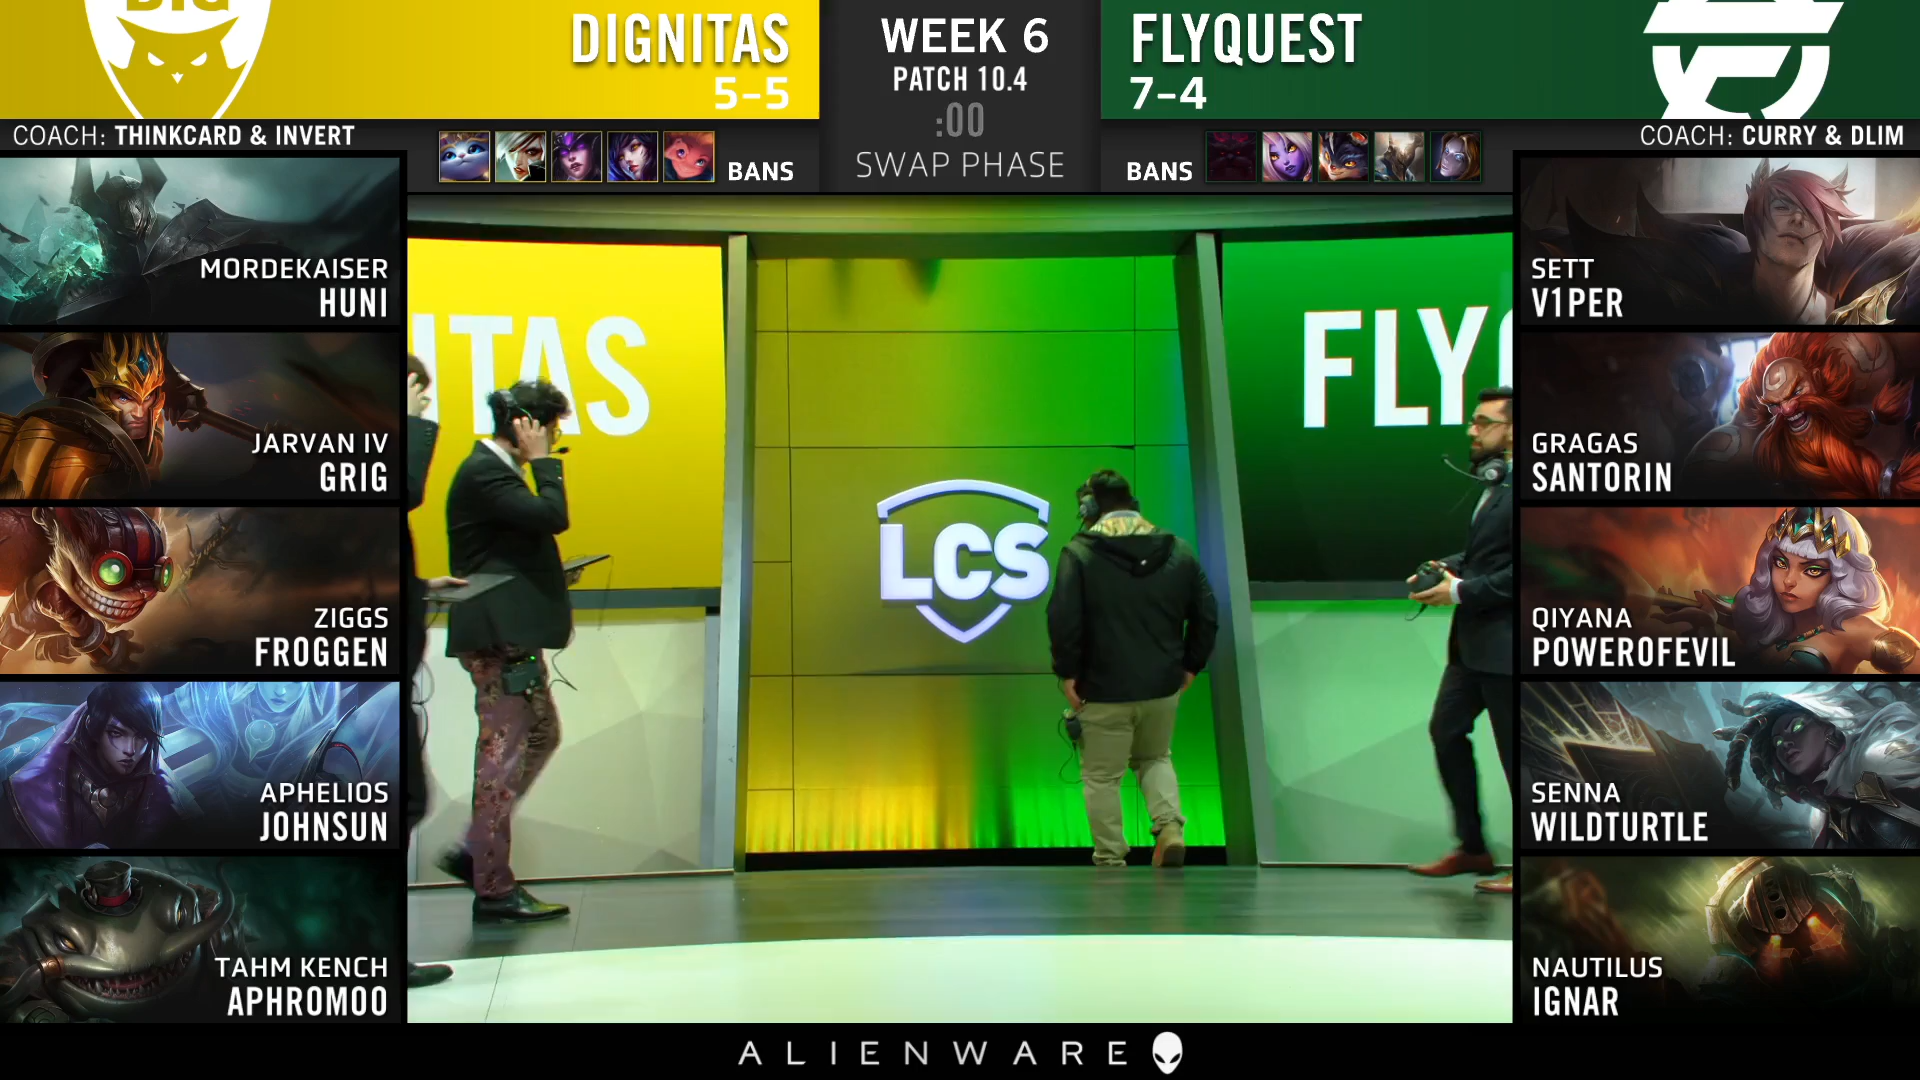 DIG
DIGNITAS
5-5
WEEK 6
PATCH 10.4
:00
SWAP PHASE
FLYQUEST
7-4
COACH: THINKCARD & INVERT
BANS
BANS
COACH: CURRY & DLIM
MORDEKAISER
HUNI
JARVAN IV
GRIG
ZIGGS
FROGGEN
APHELIOS
JOHNSUN
TAHM KENCH
APHROMOO
ITAS
LCS
FLYQ
SETT
V1PER
GRAGAS
SANTORIN
QIYANA
POWEROFEVIL
SENNA
WILDTURTLE
NAUTILUS
IGNAR
ALIENWARE